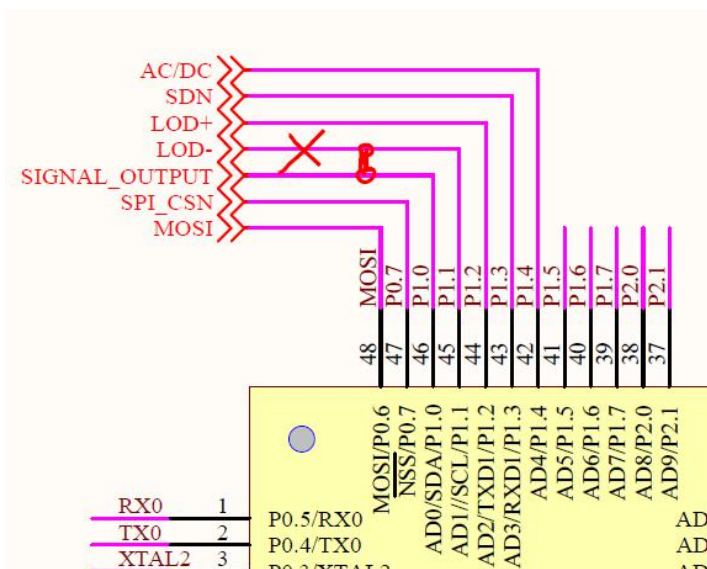 AC/DC
SDN
LOD+
LOD-
SIGNAL_OUTPUT
SPI_CSN
MOSI
MOSI
P0.7
P1.0
P1.1
P1.2
P1.3
P1.4
P1.5
P1.6
P1.7
P2.0
P2.1
48
47
46
45
44
43
42
41
40
39
38
37
MOSI/P0.6
NSS/P0.7
AD0/SDA/P1.0
AD1//SCL/P1.1
AD2/TXD1/P1.2
AD3/RXD1/P1.3
AD4/P1.4
AD5/P1.5
AD6/P1.6
AD7/P1.7
AD8/P2.0
AD9/P2.1
RX0 1 P0.5/RX0 AD
TX0 2 P0.4/TX0 AD
XTAL2 3 P0.3/XTAL2